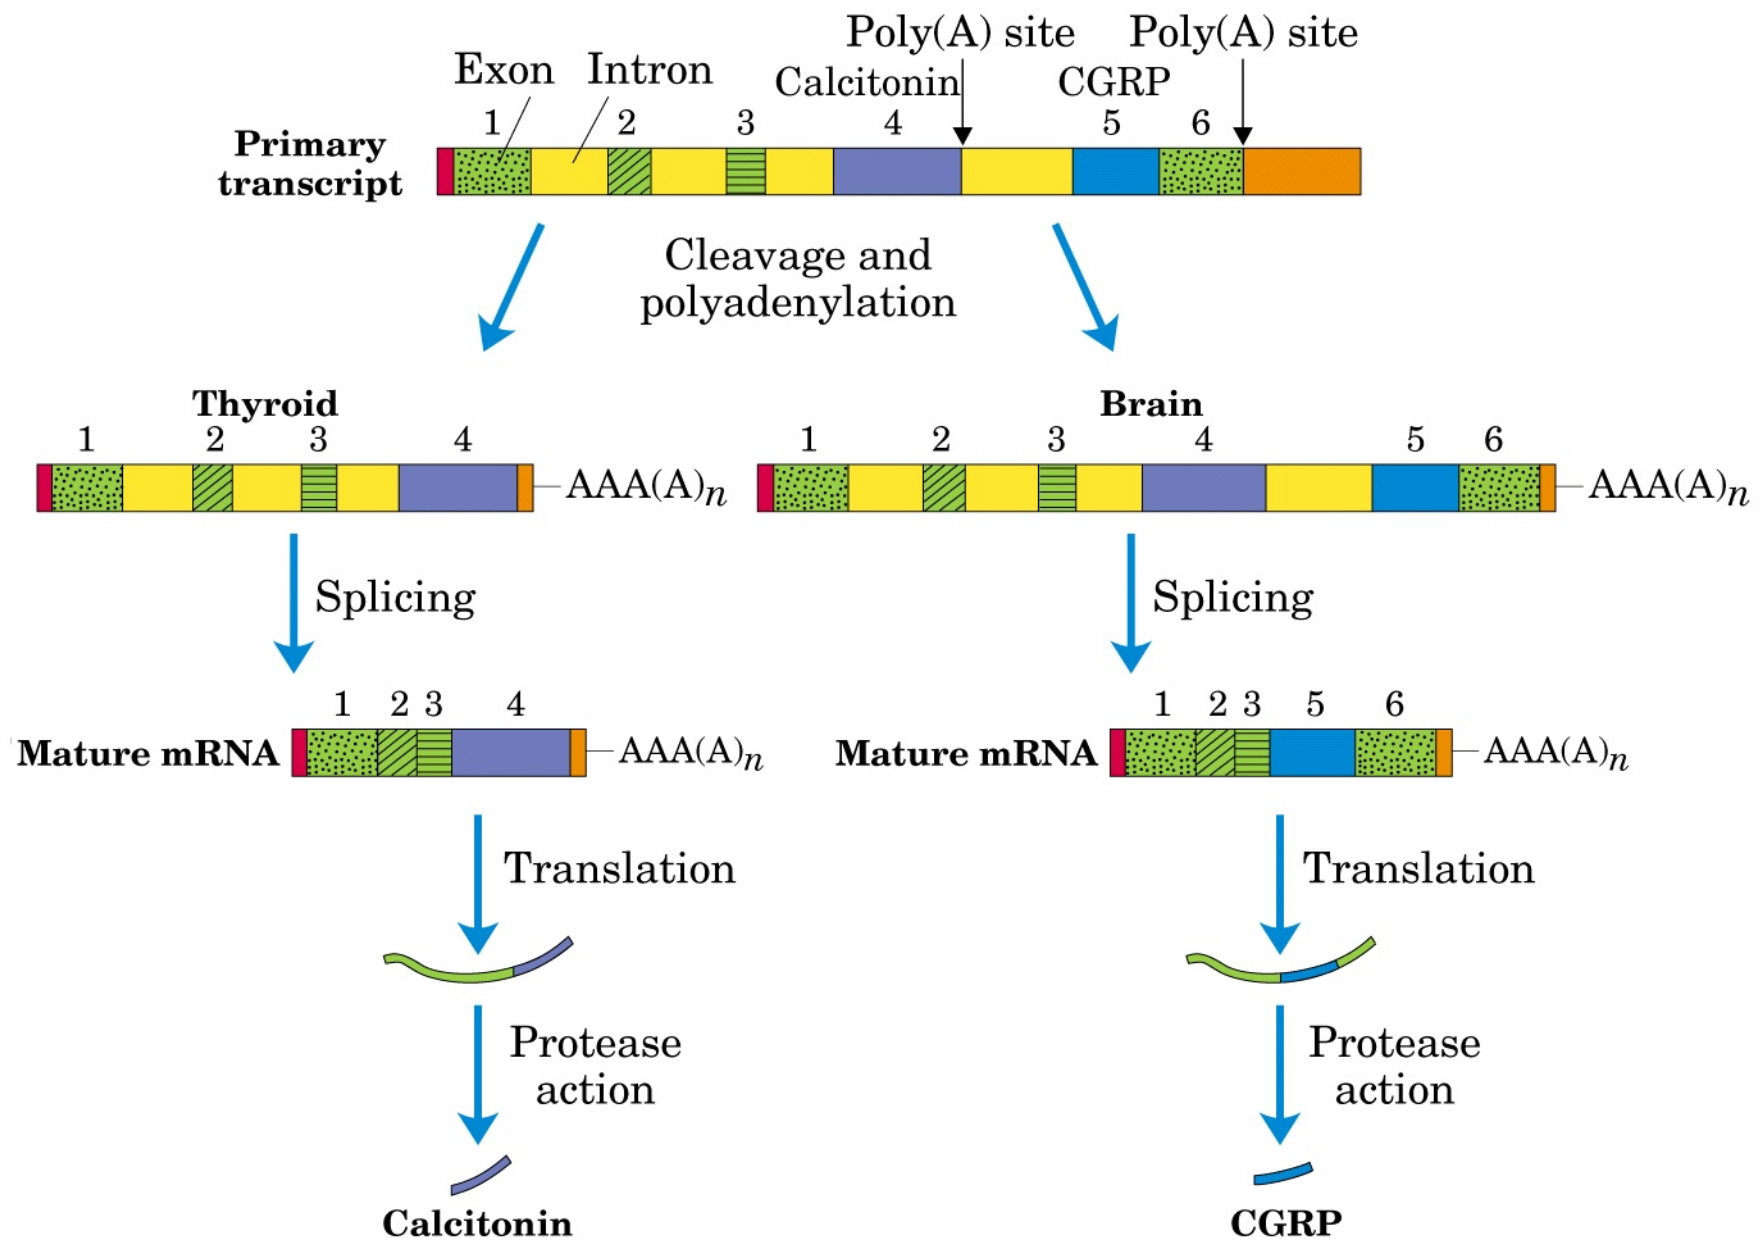 Poly(A) site Poly(A) site
Exon Intron Calcitonin CGRP
1 2 3 4 5 6
Primary
transcript
Cleavage and
polyadenylation
Thyroid
1 2 3 4
AAA(A)n
Brain
1 2 3 4 5 6
AAA(A)n
Splicing
Splicing
1 2 3 4
Mature mRNA AAA(A)n
1 2 3 5 6
Mature mRNA AAA(A)n
Translation
Translation
Protease
action
Protease
action
Calcitonin
CGRP